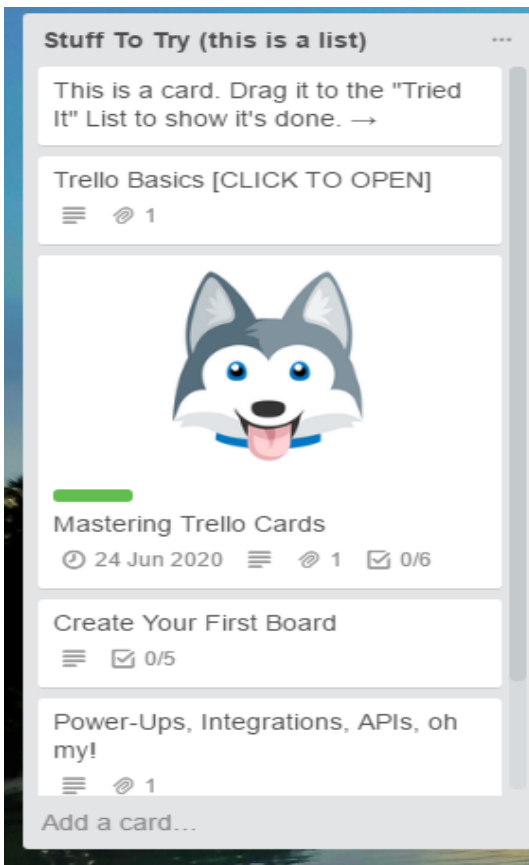 Stuff To Try (this is a list)
This is a card. Drag it to the "Tried
It" List to show it's done. →
Trello Basics [CLICK TO OPEN]
1
Mastering Trello Cards
24 Jun 2020 1 0/6
Create Your First Board
0/5
Power-Ups, Integrations, APIs, oh
my!
1
Add a card...